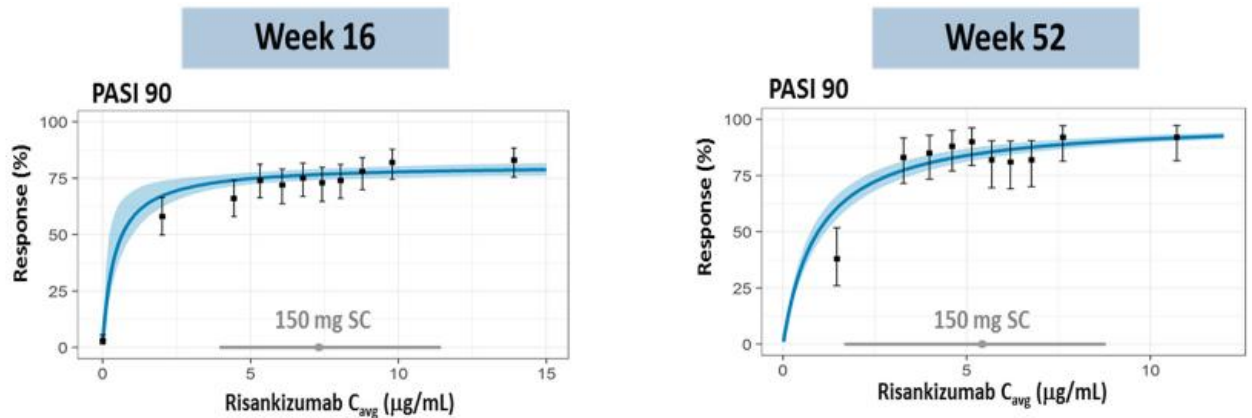 Week 16
PASI 90
Response (%)
100
75
50
25
0
150 mg SC
0
5
10
15
Risankizumab Cavg (μg/mL)
Week 52
PASI 90
Response (%)
100
75
50
25
0
150 mg SC
0
5
10
Risankizumab Cavg (μg/mL)